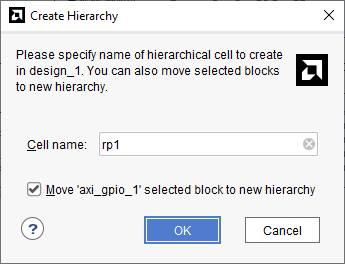 Create Hierarchy
Please specify name of hierarchical cell to create
in design_1. You can also move selected blocks
to new hierarchy.
Cell name: rp1
Move 'axi_gpio_1' selected block to new hierarchy
? OK Cancel